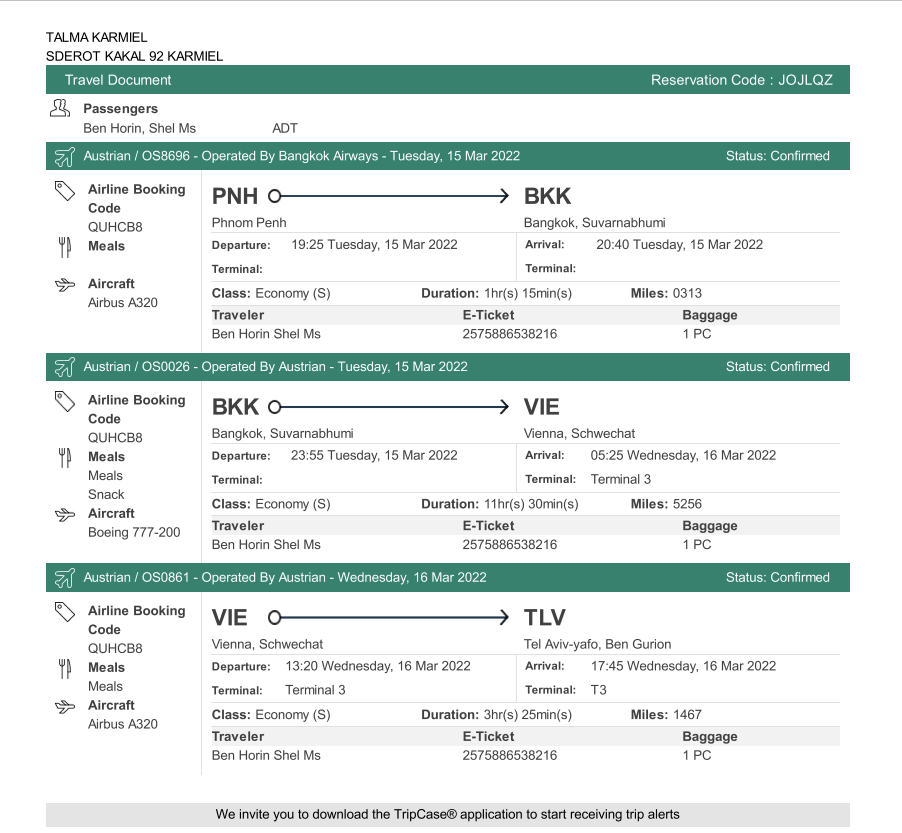 TALMA KARMIEL
SDEROT KAKAL 92 KARMIEL
Travel Document Reservation Code : JOJLQZ
Passengers
Ben Horin, Shel Ms ADT
Austrian / OS8696 - Operated By Bangkok Airways - Tuesday, 15 Mar 2022 Status: Confirmed
Airline Booking
Code
QUHCB8
Meals
Aircraft
Airbus A320
PNH BKK
Phnom Penh Bangkok, Suvarnabhumi
Departure: 19:25 Tuesday, 15 Mar 2022 Arrival: 20:40 Tuesday, 15 Mar 2022
Terminal: Terminal:
Class: Economy (S) Duration: 1hr(s) 15min(s) Miles: 0313
Traveler E-Ticket Baggage
Ben Horin Shel Ms 2575886538216 1 PC
Austrian / OS0026 - Operated By Austrian - Tuesday, 15 Mar 2022 Status: Confirmed
Airline Booking
Code
QUHCB8
Meals
Meals
Snack
Aircraft
Boeing 777-200
BKK VIE
Bangkok, Suvarnabhumi Vienna, Schwechat
Departure: 23:55 Tuesday, 15 Mar 2022 Arrival: 05:25 Wednesday, 16 Mar 2022
Terminal: Terminal: Terminal 3
Class: Economy (S) Duration: 11hr(s) 30min(s) Miles: 5256
Traveler E-Ticket Baggage
Ben Horin Shel Ms 2575886538216 1 PC
Austrian / OS0861 - Operated By Austrian - Wednesday, 16 Mar 2022 Status: Confirmed
Airline Booking
Code
QUHCB8
Meals
Meals
Aircraft
Airbus A320
VIE TLV
Vienna, Schwechat Tel Aviv-yafo, Ben Gurion
Departure: 13:20 Wednesday, 16 Mar 2022 Arrival: 17:45 Wednesday, 16 Mar 2022
Terminal: Terminal 3 Terminal: T3
Class: Economy (S) Duration: 3hr(s) 25min(s) Miles: 1467
Traveler E-Ticket Baggage
Ben Horin Shel Ms 2575886538216 1 PC
We invite you to download the TripCase® application to start receiving trip alerts